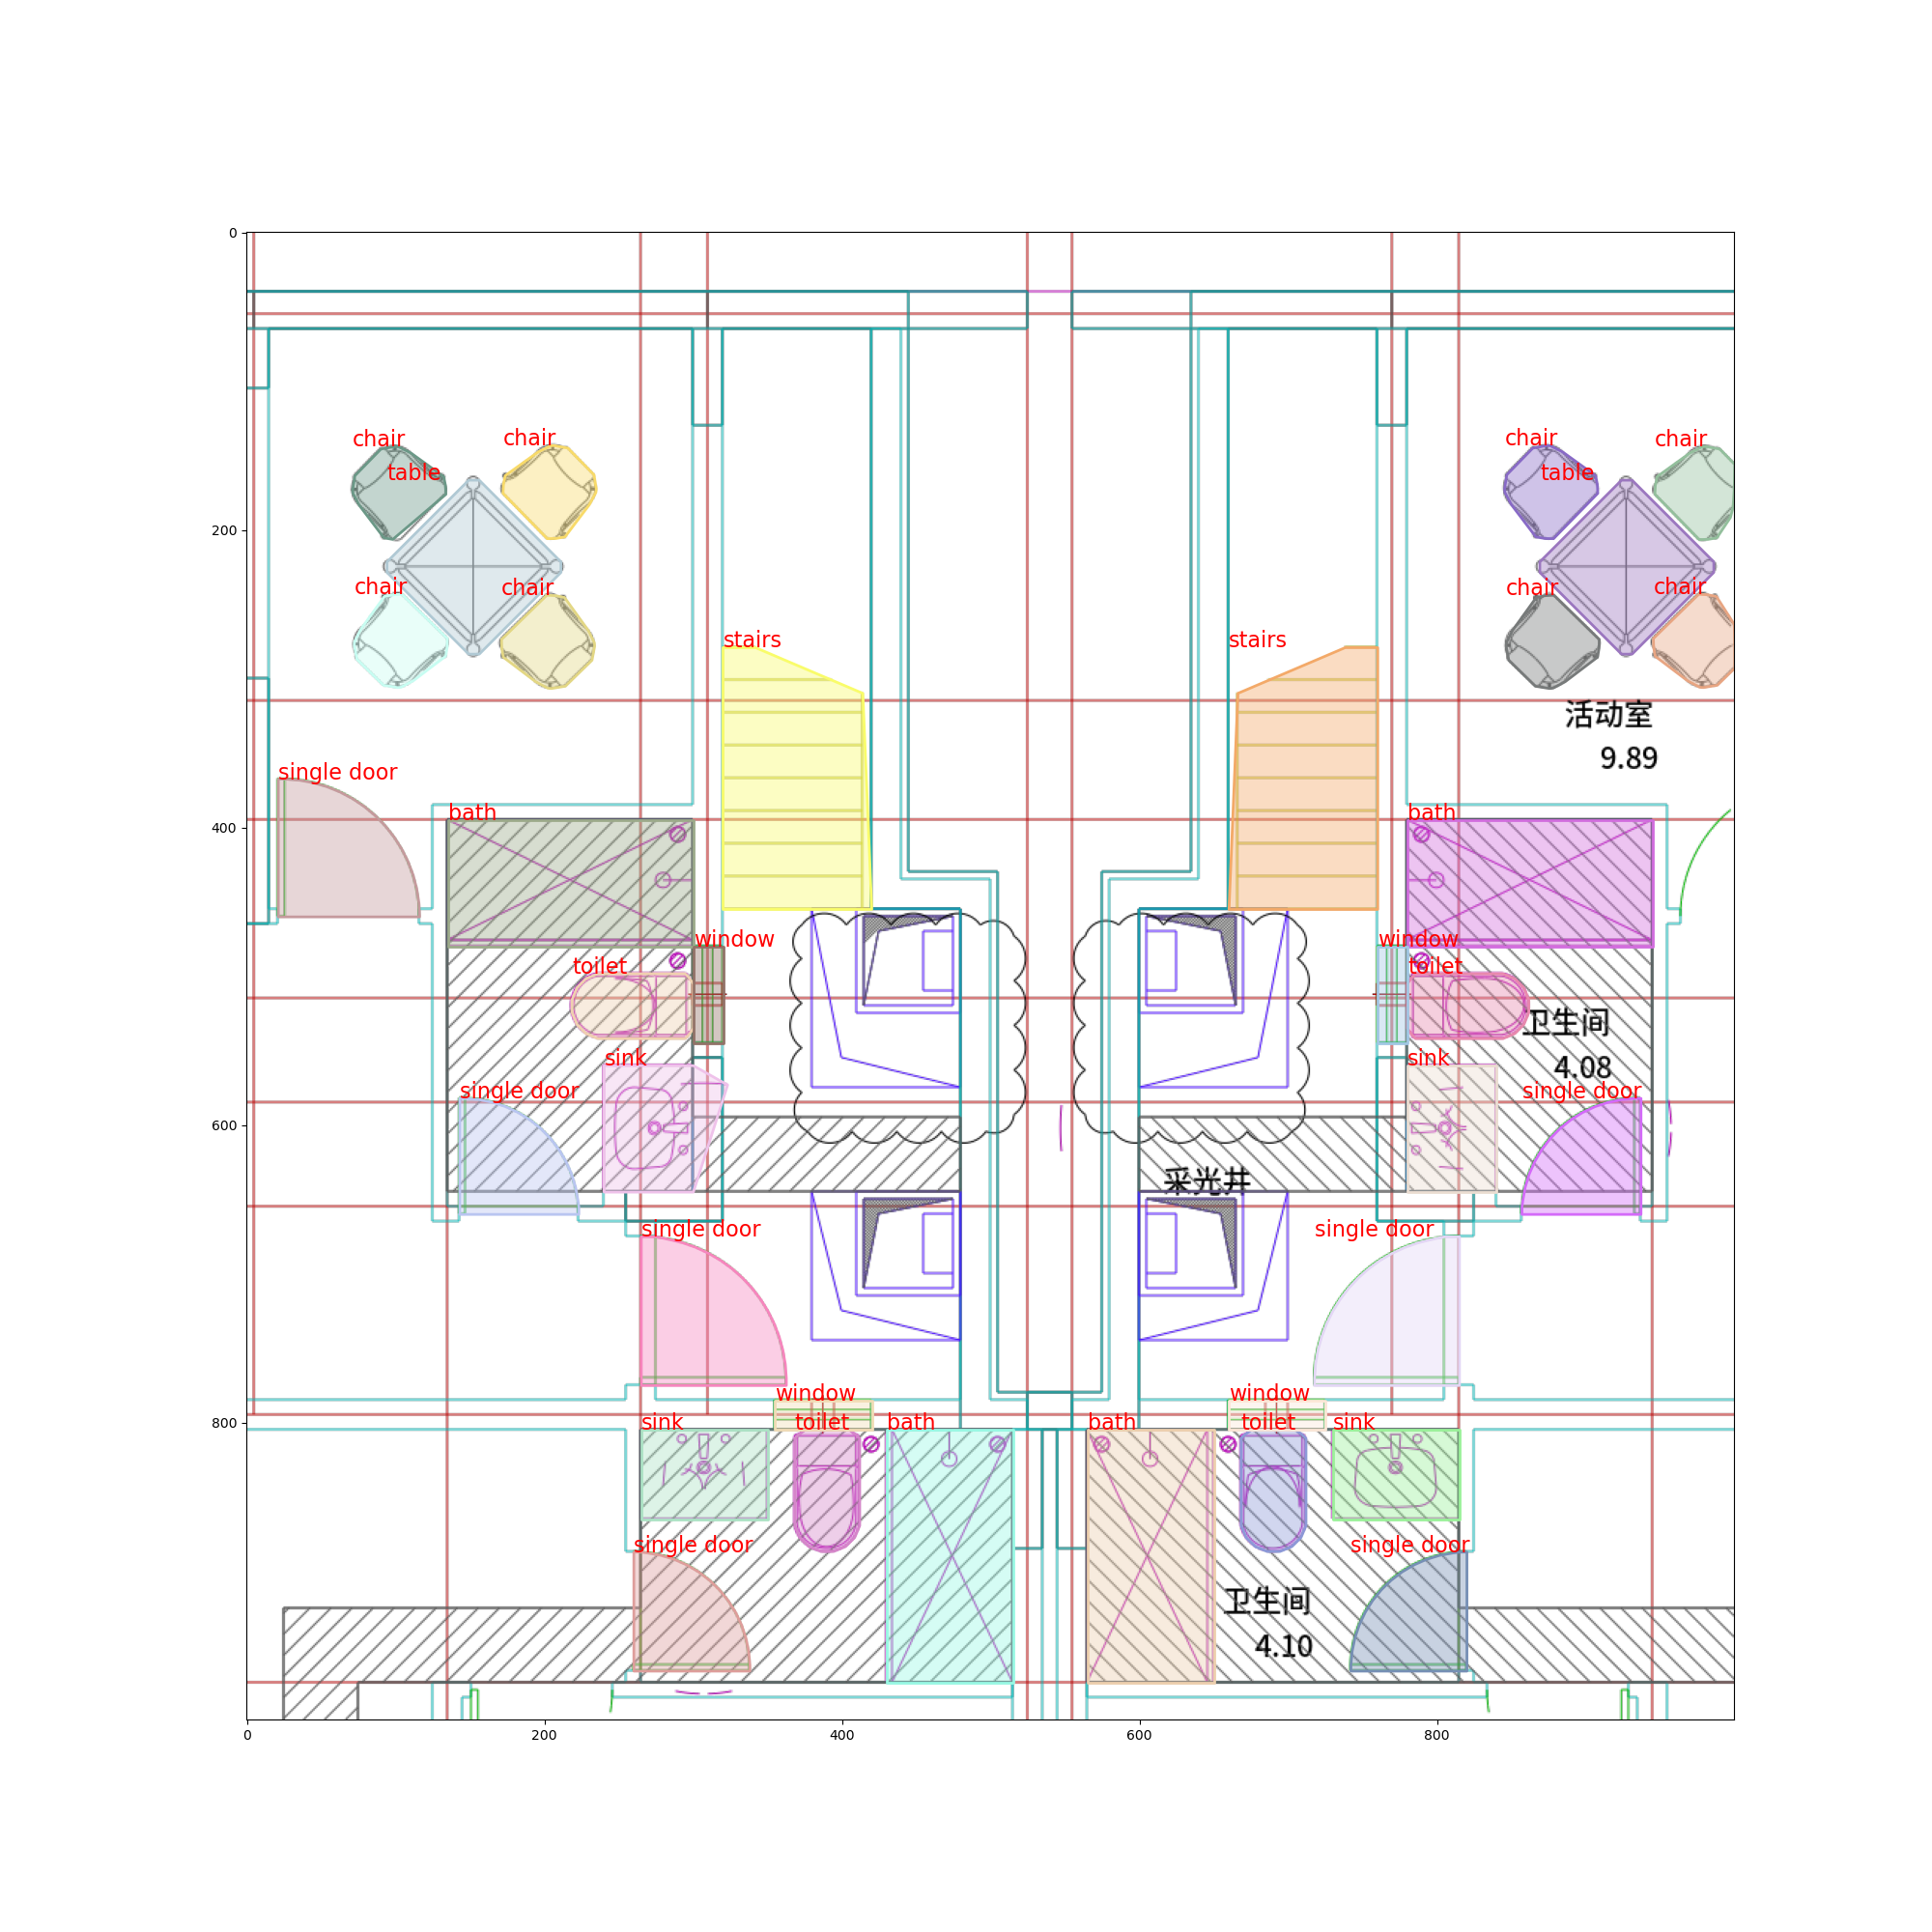 0
chair
chair
chair
chair
table
table
200
chair
chair
chair
chair
stairs
stairs
活动室
9.89
single door
400
bath
bath
window
window
toilet
toilet
卫生间
4.08
sink
sink
single door
single door
600
采光井
single door
single door
window
window
800
sink
toilet
bath
bath
toilet
sink
single door
single door
卫生间
4.10
0
200
400
600
800